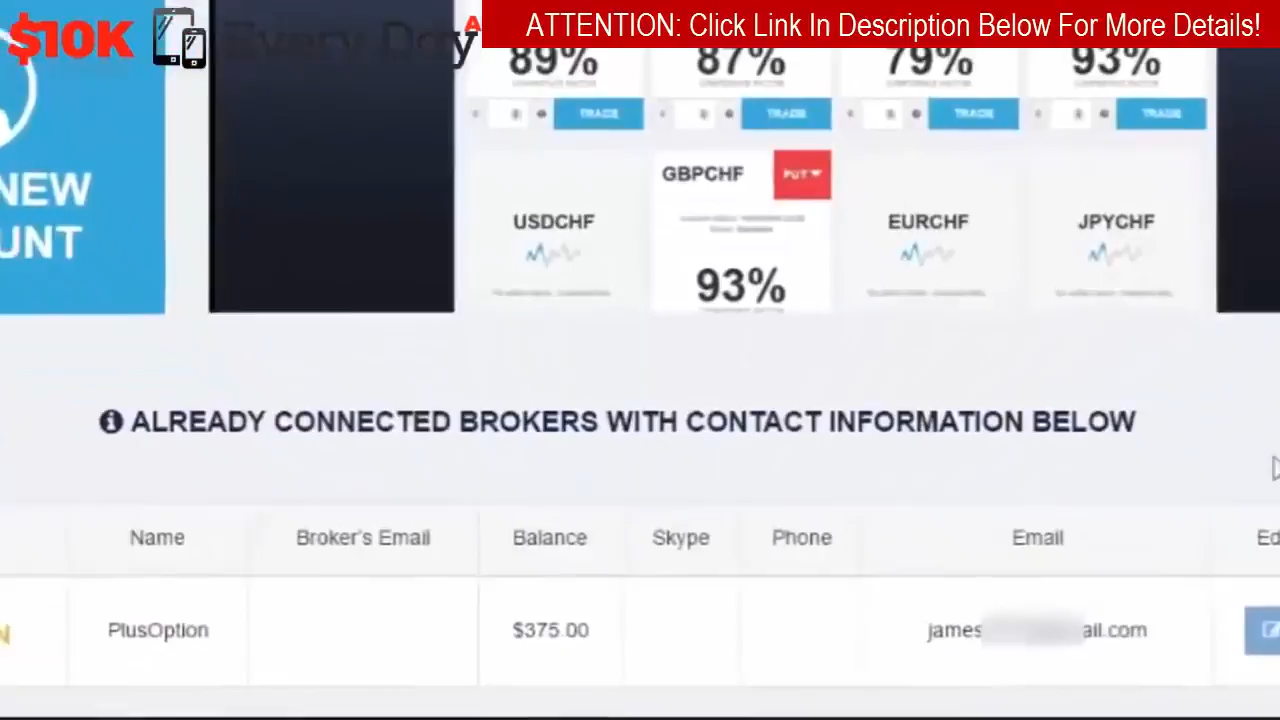 $10K Every Day
ATTENTION: Click Link In Description Below For More Details!
89% 87% 79% 93%
TRADE TRADE TRADE TRADE
NEW
UNT
GBPCHF PUT
USDCHF EURCHF JPYCHF
93%
ALREADY CONNECTED BROKERS WITH CONTACT INFORMATION BELOW
Name Broker's Email Balance Skype Phone Email Ed
N PlusOption $375.00 james ail.com